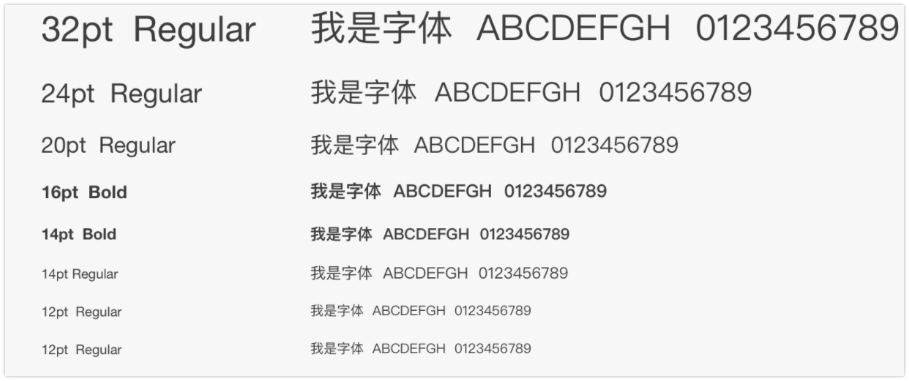 32pt Regular 我是字体 ABCDEFGH 0123456789
24pt Regular 我是字体 ABCDEFGH 0123456789
20pt Regular 我是字体 ABCDEFGH 0123456789
16pt Bold 我是字体 ABCDEFGH 0123456789
14pt Bold 我是字体 ABCDEFGH 0123456789
14pt Regular 我是字体 ABCDEFGH 0123456789
12pt Regular 我是字体 ABCDEFGH 0123456789
12pt Regular 我是字体 ABCDEFGH 0123456789